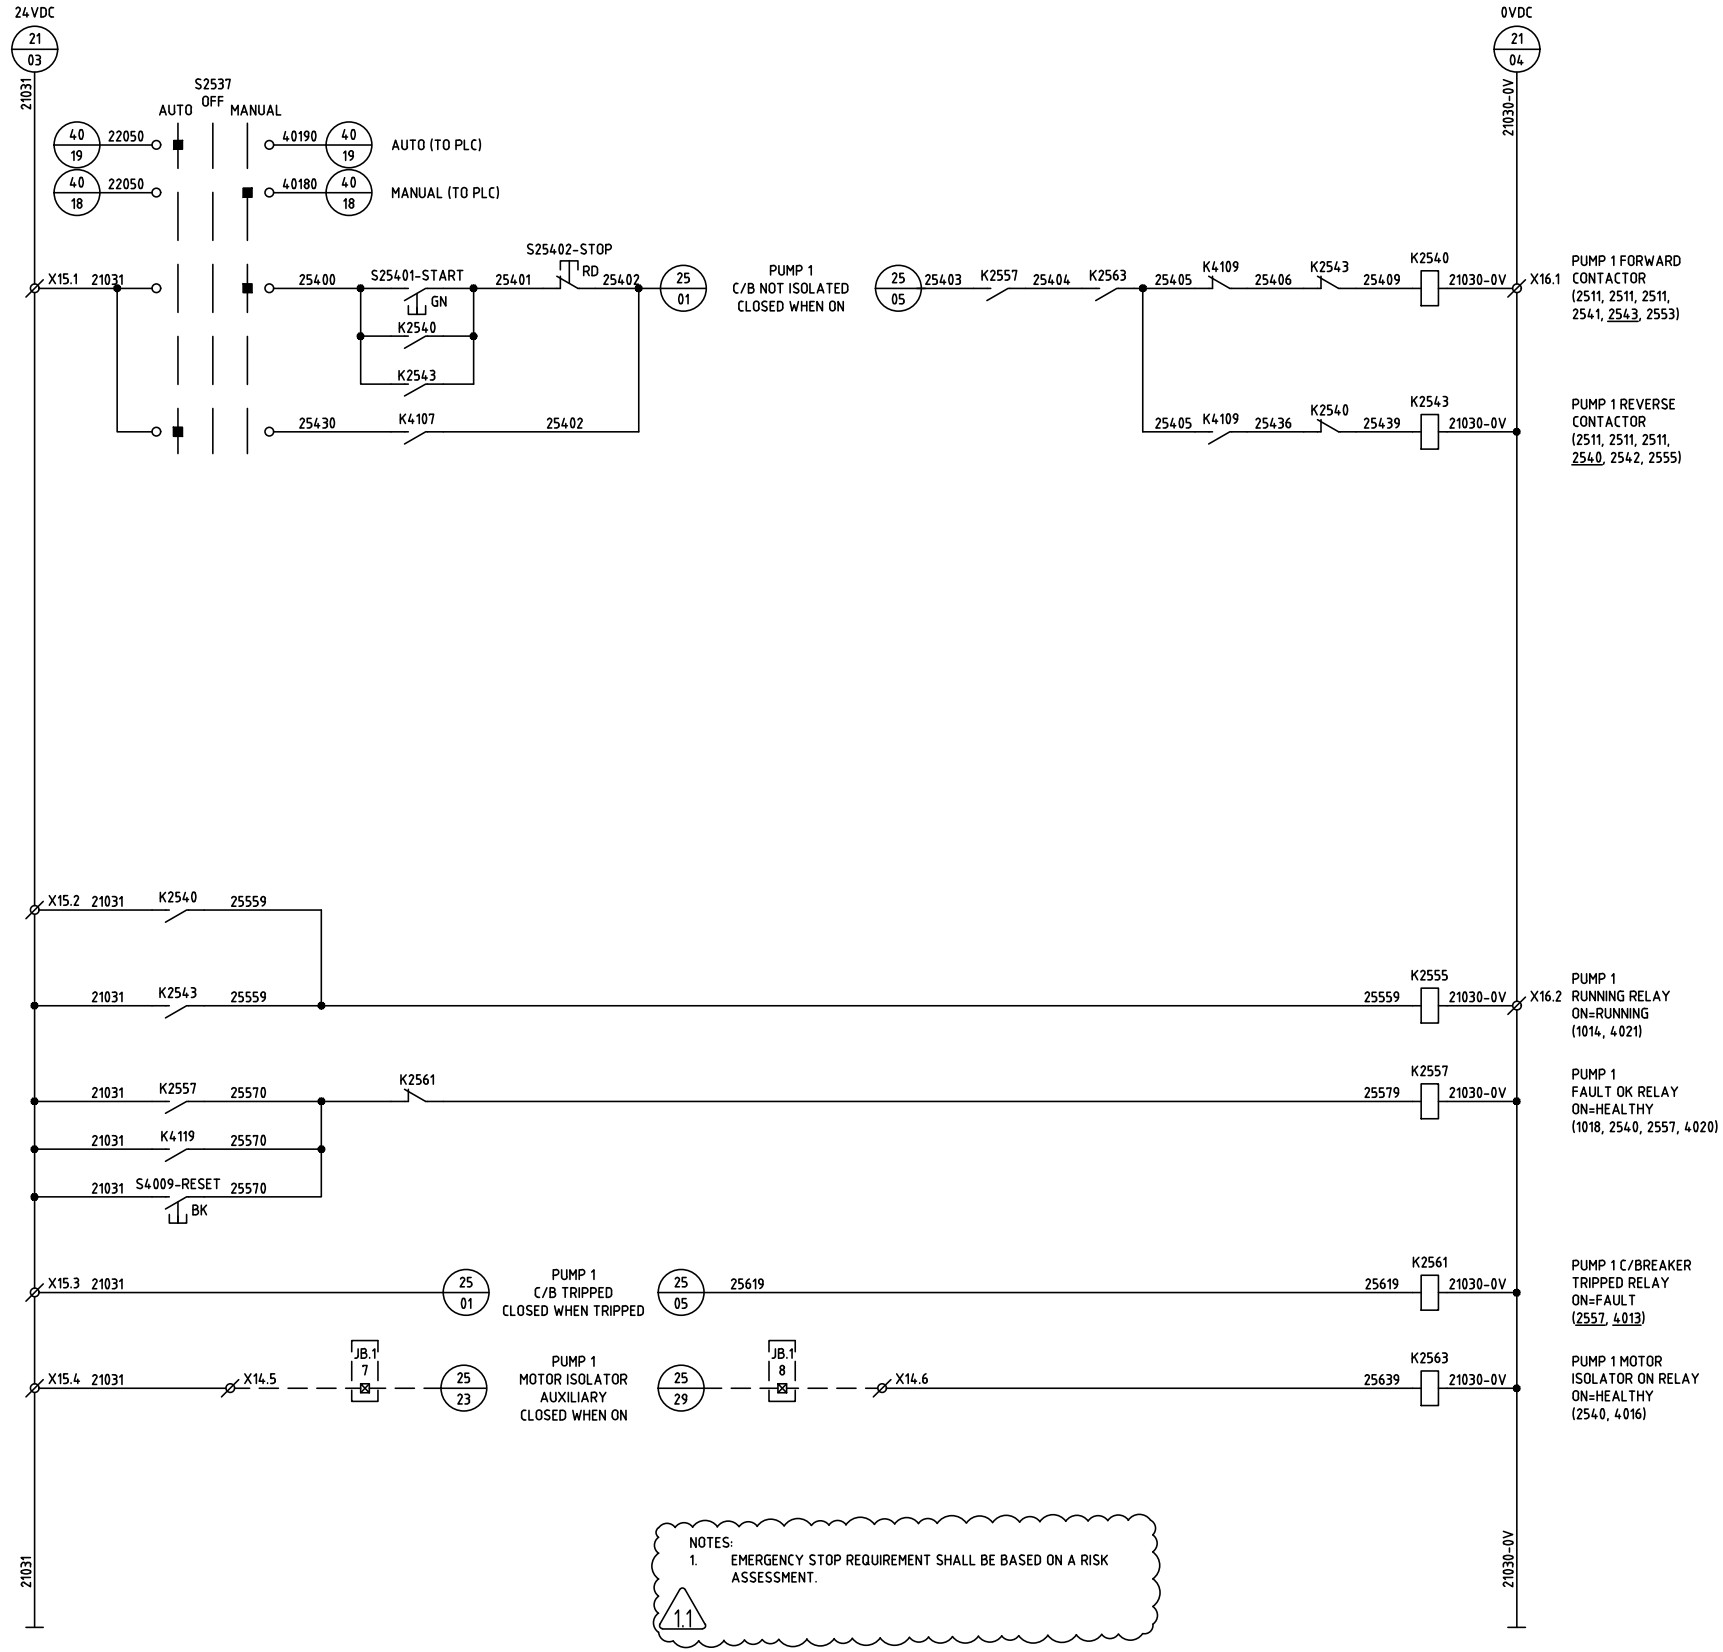 24VDC
21
03
21031
0VDC
21
04
21030-0V
S2537
OFF
AUTO
MANUAL
40
19
22050
40190
40
19
AUTO (TO PLC)
40
18
22050
40180
40
18
MANUAL (TO PLC)
X15.1
21031
25400
S25401-START
GN
25401
S25402-STOP
RD
25402
25
01
PUMP 1
C/B NOT ISOLATED
CLOSED WHEN ON
25
05
25403
K2557
25404
K2563
25405
K4109
25406
K2543
25409
K2540
21030-0V
X16.1
PUMP 1 FORWARD
CONTACTOR
(2511, 2511, 2511,
2541, 2543, 2553)
K2540
K2543
25430
K4107
25402
25405
K4109
25436
K2540
25439
K2543
21030-0V
PUMP 1 REVERSE
CONTACTOR
(2511, 2511, 2511,
2540, 2542, 2555)
X15.2
21031
K2540
25559
21031
K2543
25559
25559
K2555
21030-0V
X16.2
PUMP 1
RUNNING RELAY
ON=RUNNING
(1014, 4021)
21031
K2557
25570
K2561
25579
K2557
21030-0V
PUMP 1
FAULT OK RELAY
ON=HEALTHY
(1018, 2540, 2557, 4020)
21031
K4119
25570
21031
S4009-RESET
25570
BK
X15.3
21031
25
01
PUMP 1
C/B TRIPPED
CLOSED WHEN TRIPPED
25
05
25619
25619
K2561
21030-0V
PUMP 1 C/BREAKER
TRIPPED RELAY
ON=FAULT
(2557, 4013)
X15.4
21031
X14.5
JB.1
7
25
23
PUMP 1
MOTOR ISOLATOR
AUXILIARY
CLOSED WHEN ON
25
29
JB.1
8
X14.6
25639
K2563
21030-0V
PUMP 1 MOTOR
ISOLATOR ON RELAY
ON=HEALTHY
(2540, 4016)
21031
21030-0V
NOTES:
1. EMERGENCY STOP REQUIREMENT SHALL BE BASED ON A RISK
ASSESSMENT.
1.1